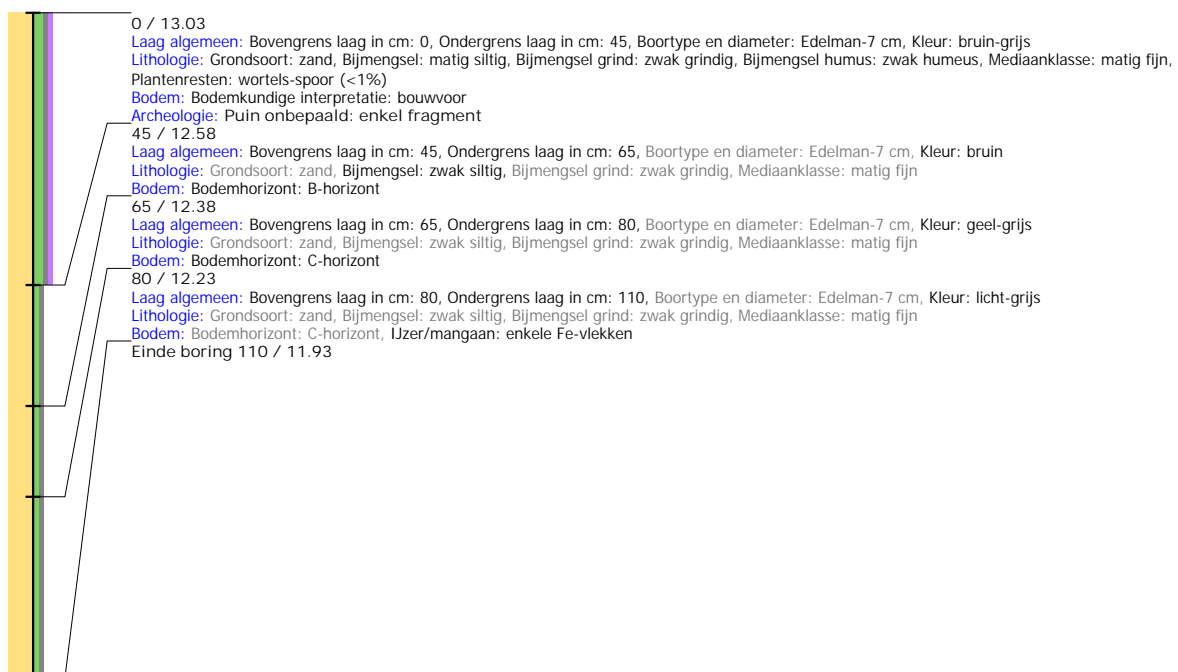 0 / 13.03
Laag algemeen: Bovengrens laag in cm: 0, Ondergrens laag in cm: 45, Boortype en diameter: Edelman-7 cm, Kleur: bruin-grijs
Lithologie: Grondsoort: zand, Bijmengsel: matig siltig, Bijmengsel grind: zwak grindig, Bijmengsel humus: zwak humeus, Mediaanklasse: matig fijn,
Plantenresten: wortels-spoor (<1%)
Bodem: Bodemkundige interpretatie: bouwvoor
Archeologie: Puin onbepaald: enkel fragment
45 / 12.58
Laag algemeen: Bovengrens laag in cm: 45, Ondergrens laag in cm: 65, Boortype en diameter: Edelman-7 cm, Kleur: bruin
Lithologie: Grondsoort: zand, Bijmengsel: zwak siltig, Bijmengsel grind: zwak grindig, Mediaanklasse: matig fijn
Bodem: Bodemhorizont: B-horizont
65 / 12.38
Laag algemeen: Bovengrens laag in cm: 65, Ondergrens laag in cm: 80, Boortype en diameter: Edelman-7 cm, Kleur: geel-grijs
Lithologie: Grondsoort: zand, Bijmengsel: zwak siltig, Bijmengsel grind: zwak grindig, Mediaanklasse: matig fijn
Bodem: Bodemhorizont: C-horizont
80 / 12.23
Laag algemeen: Bovengrens laag in cm: 80, Ondergrens laag in cm: 110, Boortype en diameter: Edelman-7 cm, Kleur: licht-grijs
Lithologie: Grondsoort: zand, Bijmengsel: zwak siltig, Bijmengsel grind: zwak grindig, Mediaanklasse: matig fijn
Bodem: Bodemhorizont: C-horizont, IJzer/mangaan: enkele Fe-vlekken
Einde boring 110 / 11.93